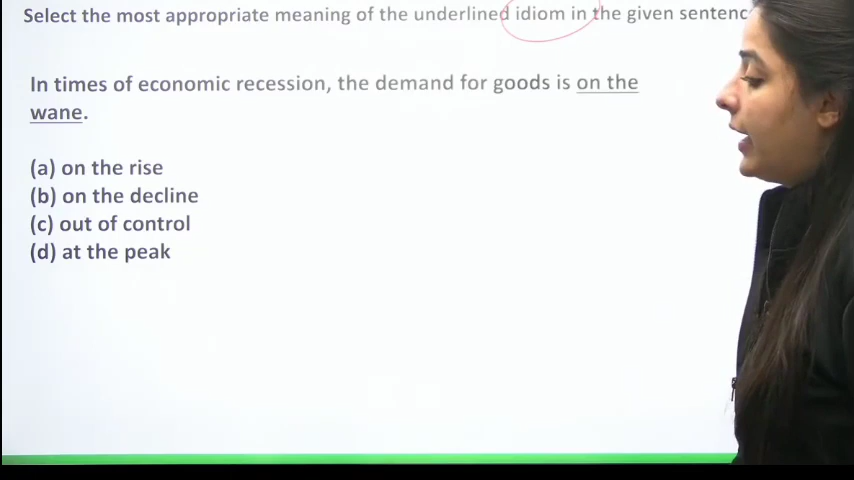 Select the most appropriate meaning of the underlined idiom in the given sentenc
In times of economic recession, the demand for goods is on the
wane.
(a) on the rise
(b) on the decline
(c) out of control
(d) at the peak